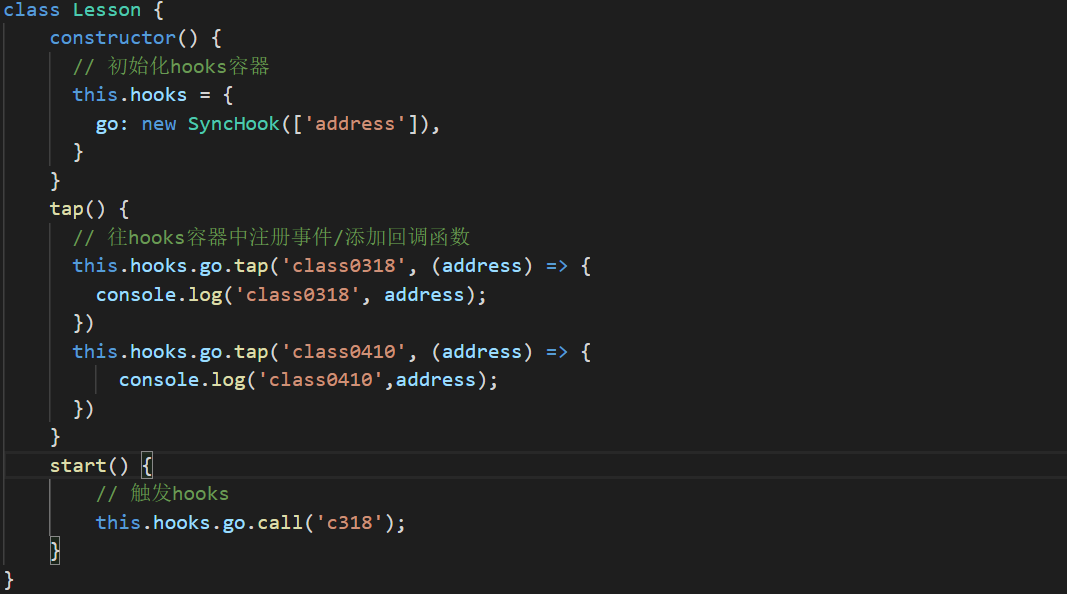 class Lesson {
constructor() {
// 初始化hooks容器
this.hooks = {
go: new SyncHook(['address']),
}
}
tap() {
// 往hooks容器中注册事件/添加回调函数
this.hooks.go.tap('class0318', (address) => {
console.log('class0318', address);
})
this.hooks.go.tap('class0410', (address) => {
console.log('class0410',address);
})
}
start() {
// 触发hooks
this.hooks.go.call('c318');
}
}